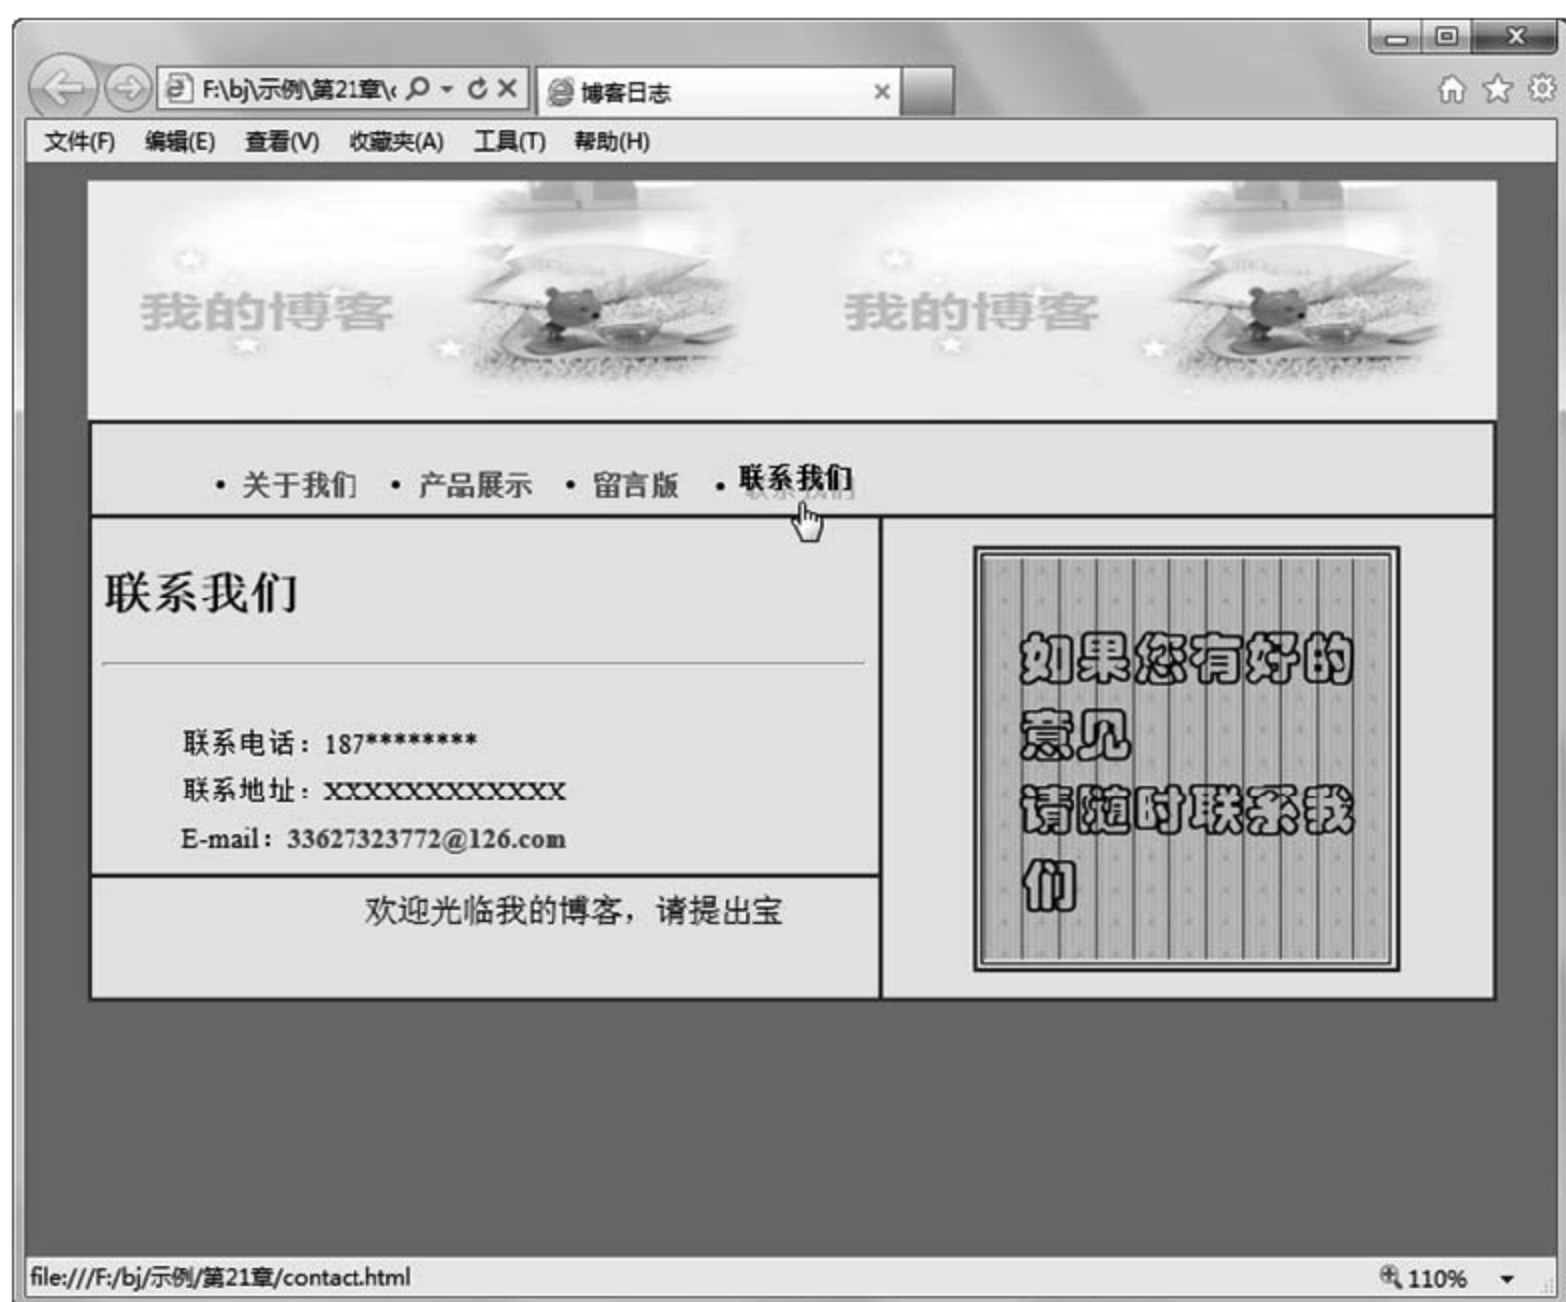 F:\bj\示例\第21章\
博客日志
文件(F) 编辑(E) 查看(V) 收藏夹(A) 工具(T) 帮助(H)
我的博客 我的博客
• 关于我们 • 产品展示 • 留言版 • 联系我们
联系我们
联系电话：187********
联系地址：XXXXXXXXXXXXX
E-mail：33627323772@126.com
欢迎光临我的博客，请提出宝
如果您有好的
意见
请随时联系我
们
file:///F:/bj/示例/第21章/contact.html
110%